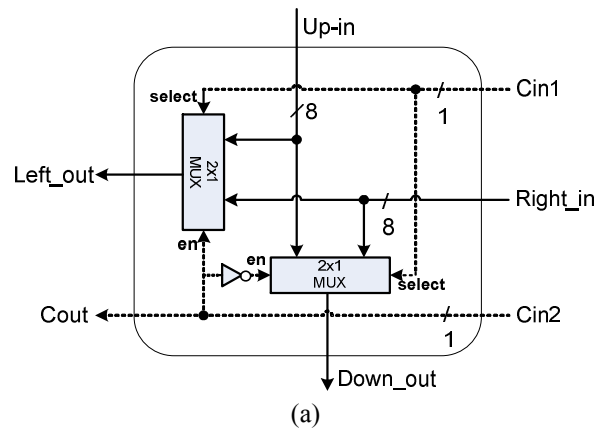 Up-in
select
8
1
Cin1
Left_out
2x1
MUX
Right_in
8
en
en
2x1
MUX
select
Cout
1
Cin2
Down_out
(a)